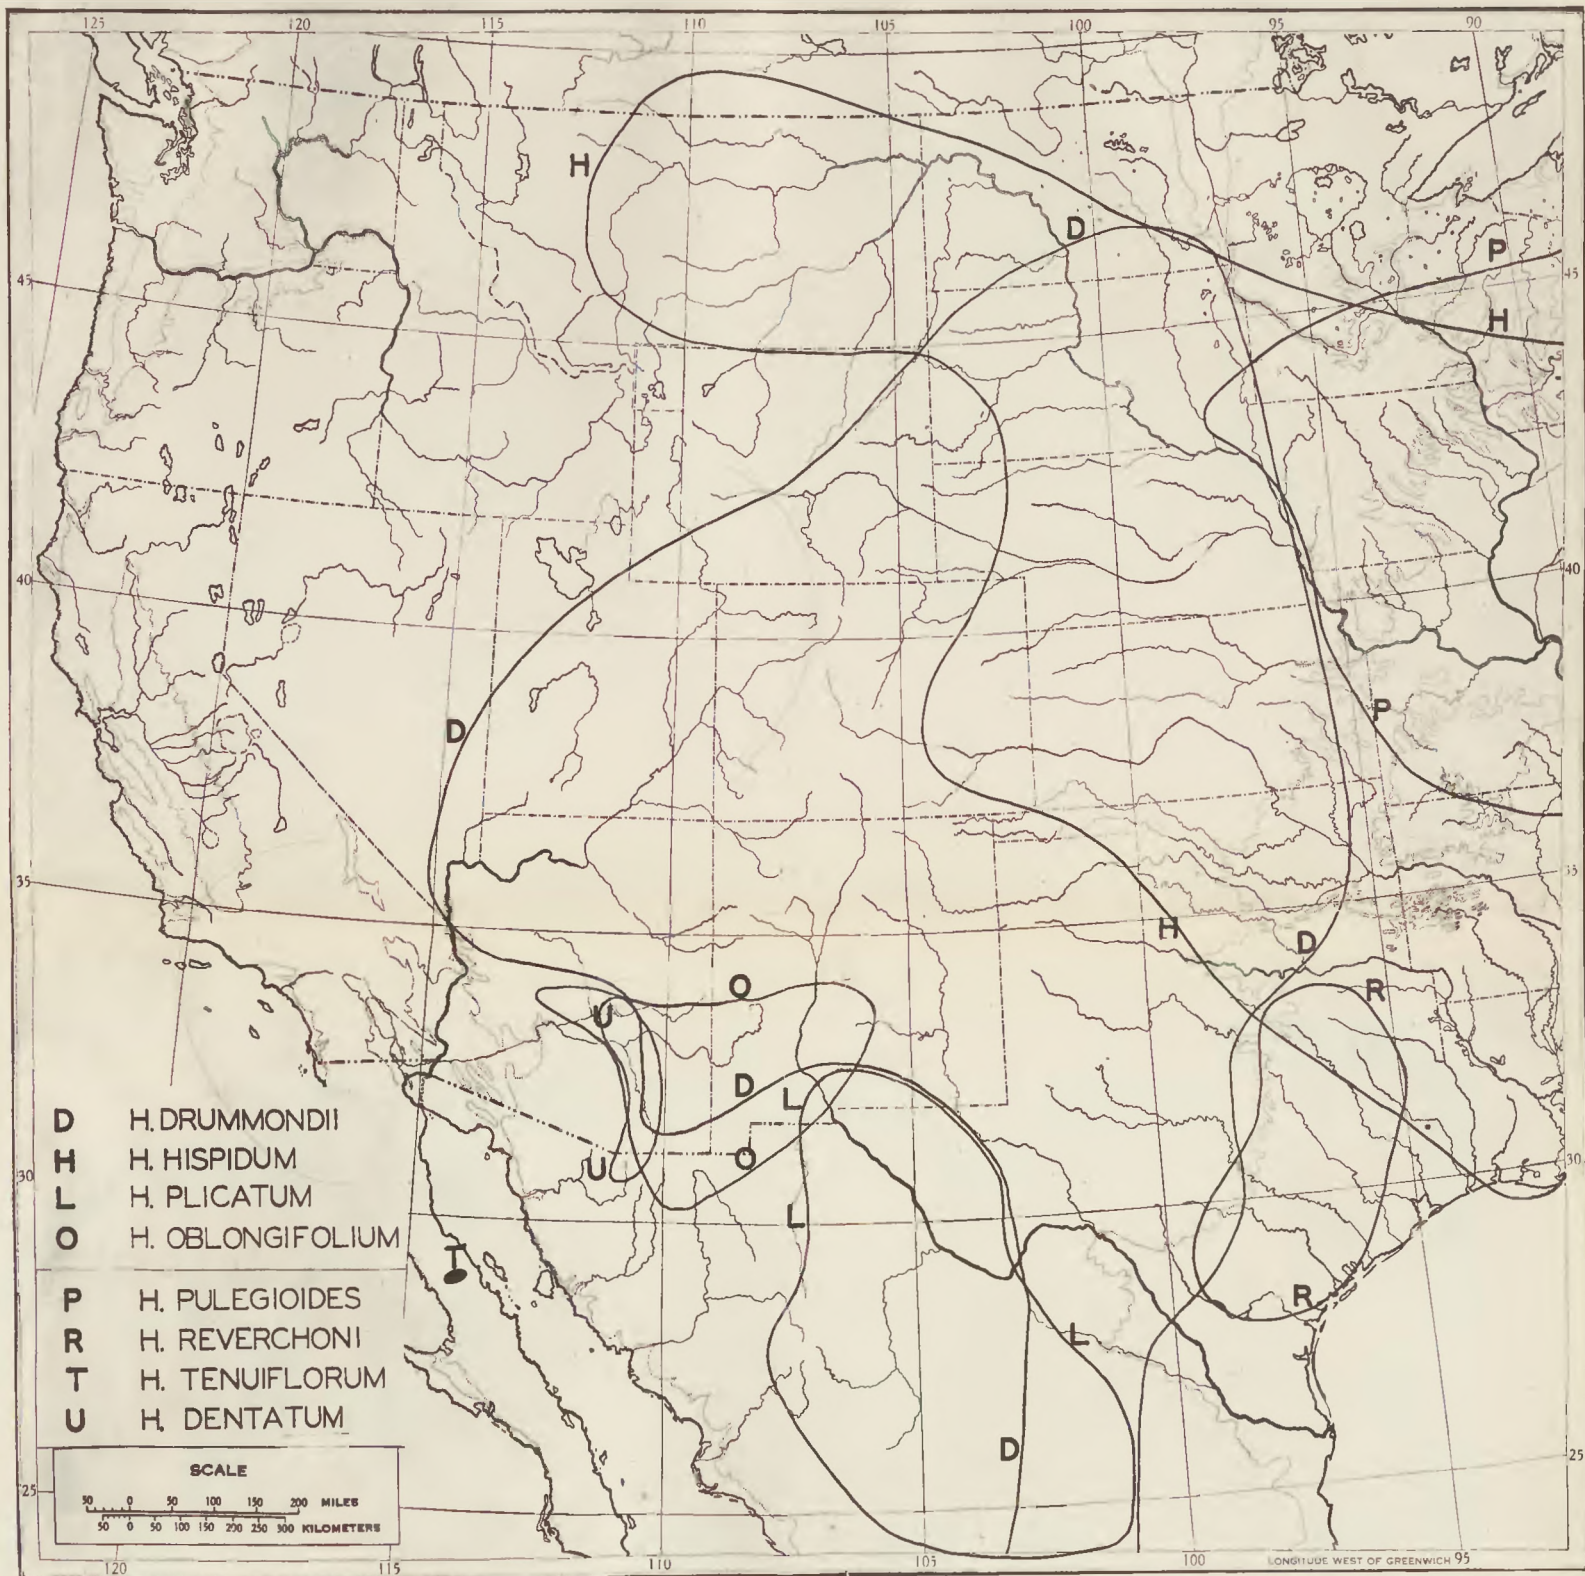 125 120 115 110 105 100 95 90
H
D
P
45 45
H
40 40
D
P
35 35
H
D
O
R
U
D
L
D H. DRUMMONDII
H H. HISPIDUM
U O
30 30
L H. PLICATUM
L
O H. OBLONGIFOLIUM
T
P H. PULEGIOIDES
R
R H. REVERCHONI
L
T H. TENUIFLORUM
U H. DENTATUM
D
25
SCALE
25
50 0 50 100 150 200 MILES
50 0 50 100 150 200 250 300 KILOMETERS
120 115 110 105 100 LONGITUDE WEST OF GREENWICH 95